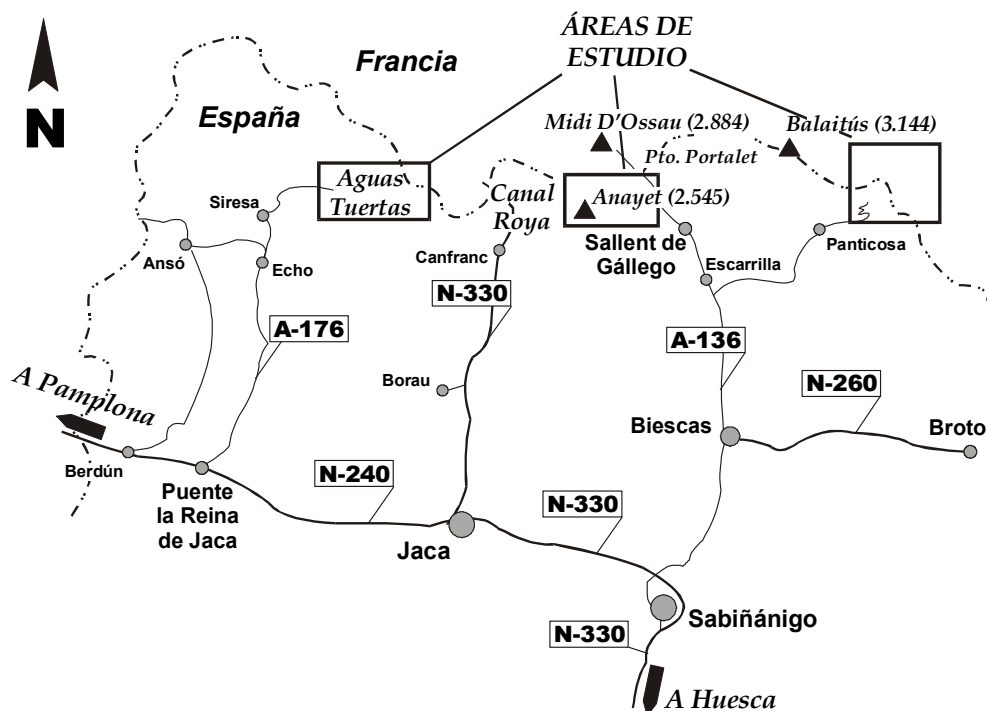 ÁREAS DE
ESTUDIO
Francia
España
N
Midi D'Ossau (2.884)
Balaitús (3.144)
Pto. Portalet
Aguas
Tuertas
Canal
Roya
Anayet (2.545)
Siresa
Sallent de
Gállego
Panticosa
Ansó
Echo
Canfranc
Escarrilla
N-330
A-176
A-136
Borau
N-260
A Pamplona
Biescas
Broto
Berdún
Puente
la Reina
de Jaca
N-240
N-330
Jaca
Sabiñánigo
N-330
A Huesca